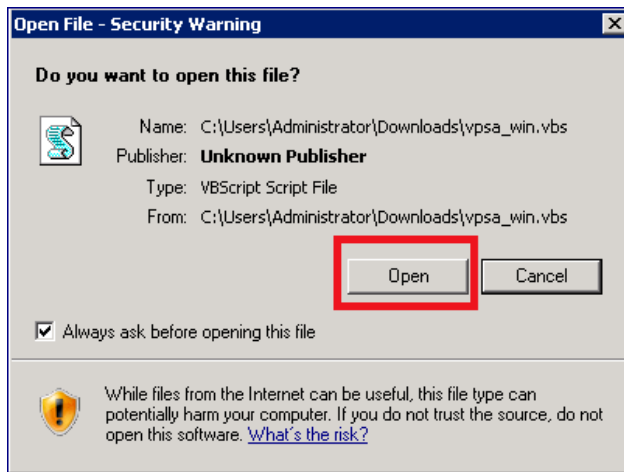 Open File - Security Warning
Do you want to open this file?
Name: C:\Users\Administrator\Downloads\vpsa_win.vbs
Publisher: Unknown Publisher
Type: VBScript Script File
From: C:\Users\Administrator\Downloads\vpsa_win.vbs
Open Cancel
Always ask before opening this file
While files from the Internet can be useful, this file type can
potentially harm your computer. If you do not trust the source, do not
open this software. What's the risk?